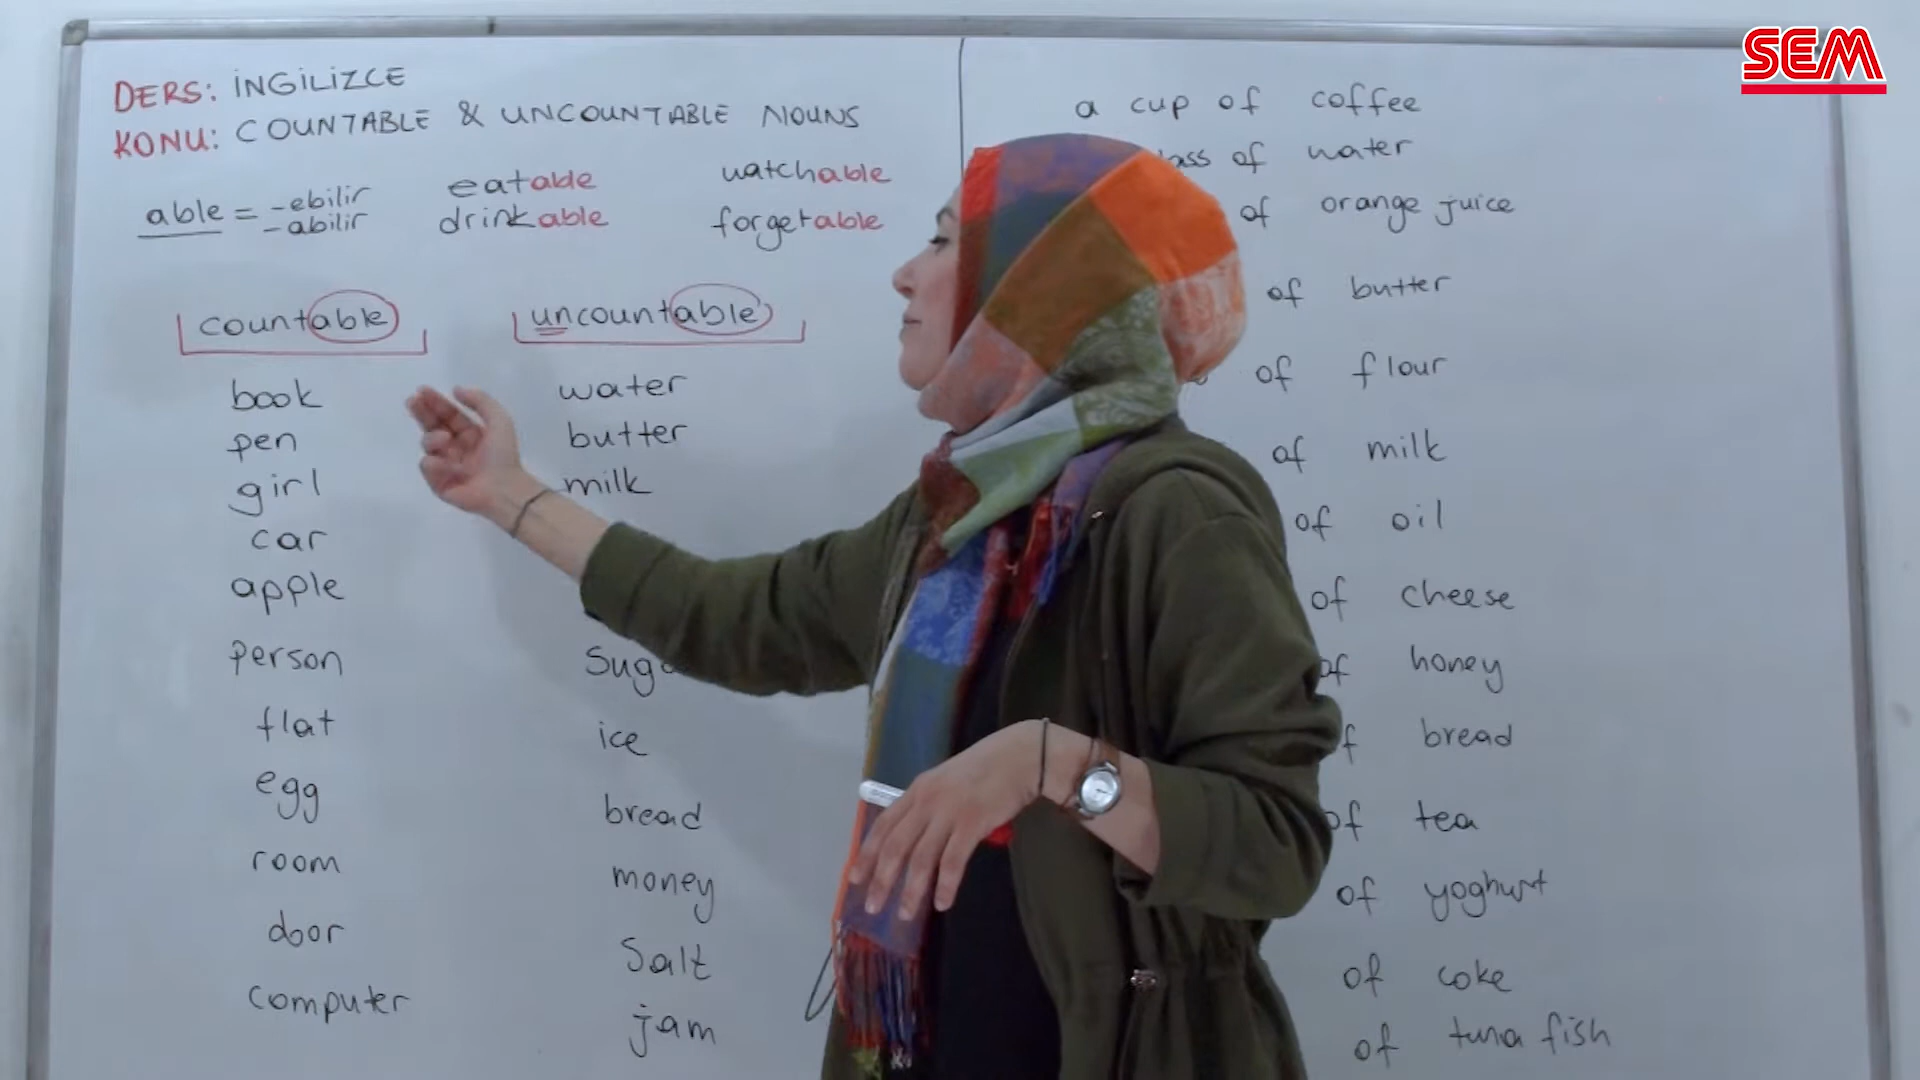 SEM
DERS: İNGİLİZCE
KONU: COUNTABLE & UNCOUNTABLE NOUNS
able = -ebilir
-abilir
eatable
drinkable
watchable
forgetable
countable
book
pen
girl
car
apple
person
flat
egg
room
door
computer
uncountable
water
butter
milk
ice
bread
money
Salt
jam
a cup of coffee
of water
of orange juice
of butter
of flour
of milk
of oil
of cheese
of honey
of bread
of tea
of yoghurt
of coke
of tuna fish